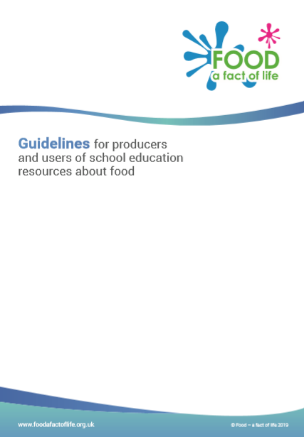 FOOD
a fact of life
Guidelines for producers
and users of school education
resources about food
www.foodafactoflife.org.uk
© Food – a fact of life 2019